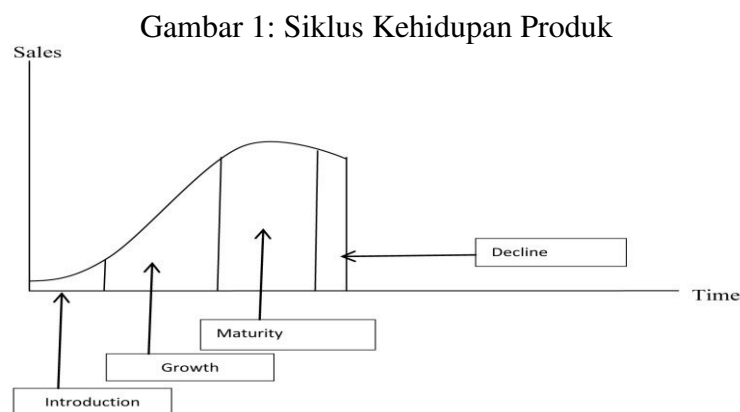 Gambar 1: Siklus Kehidupan Produk
Sales
Decline
Time
Maturity
Growth
Introduction